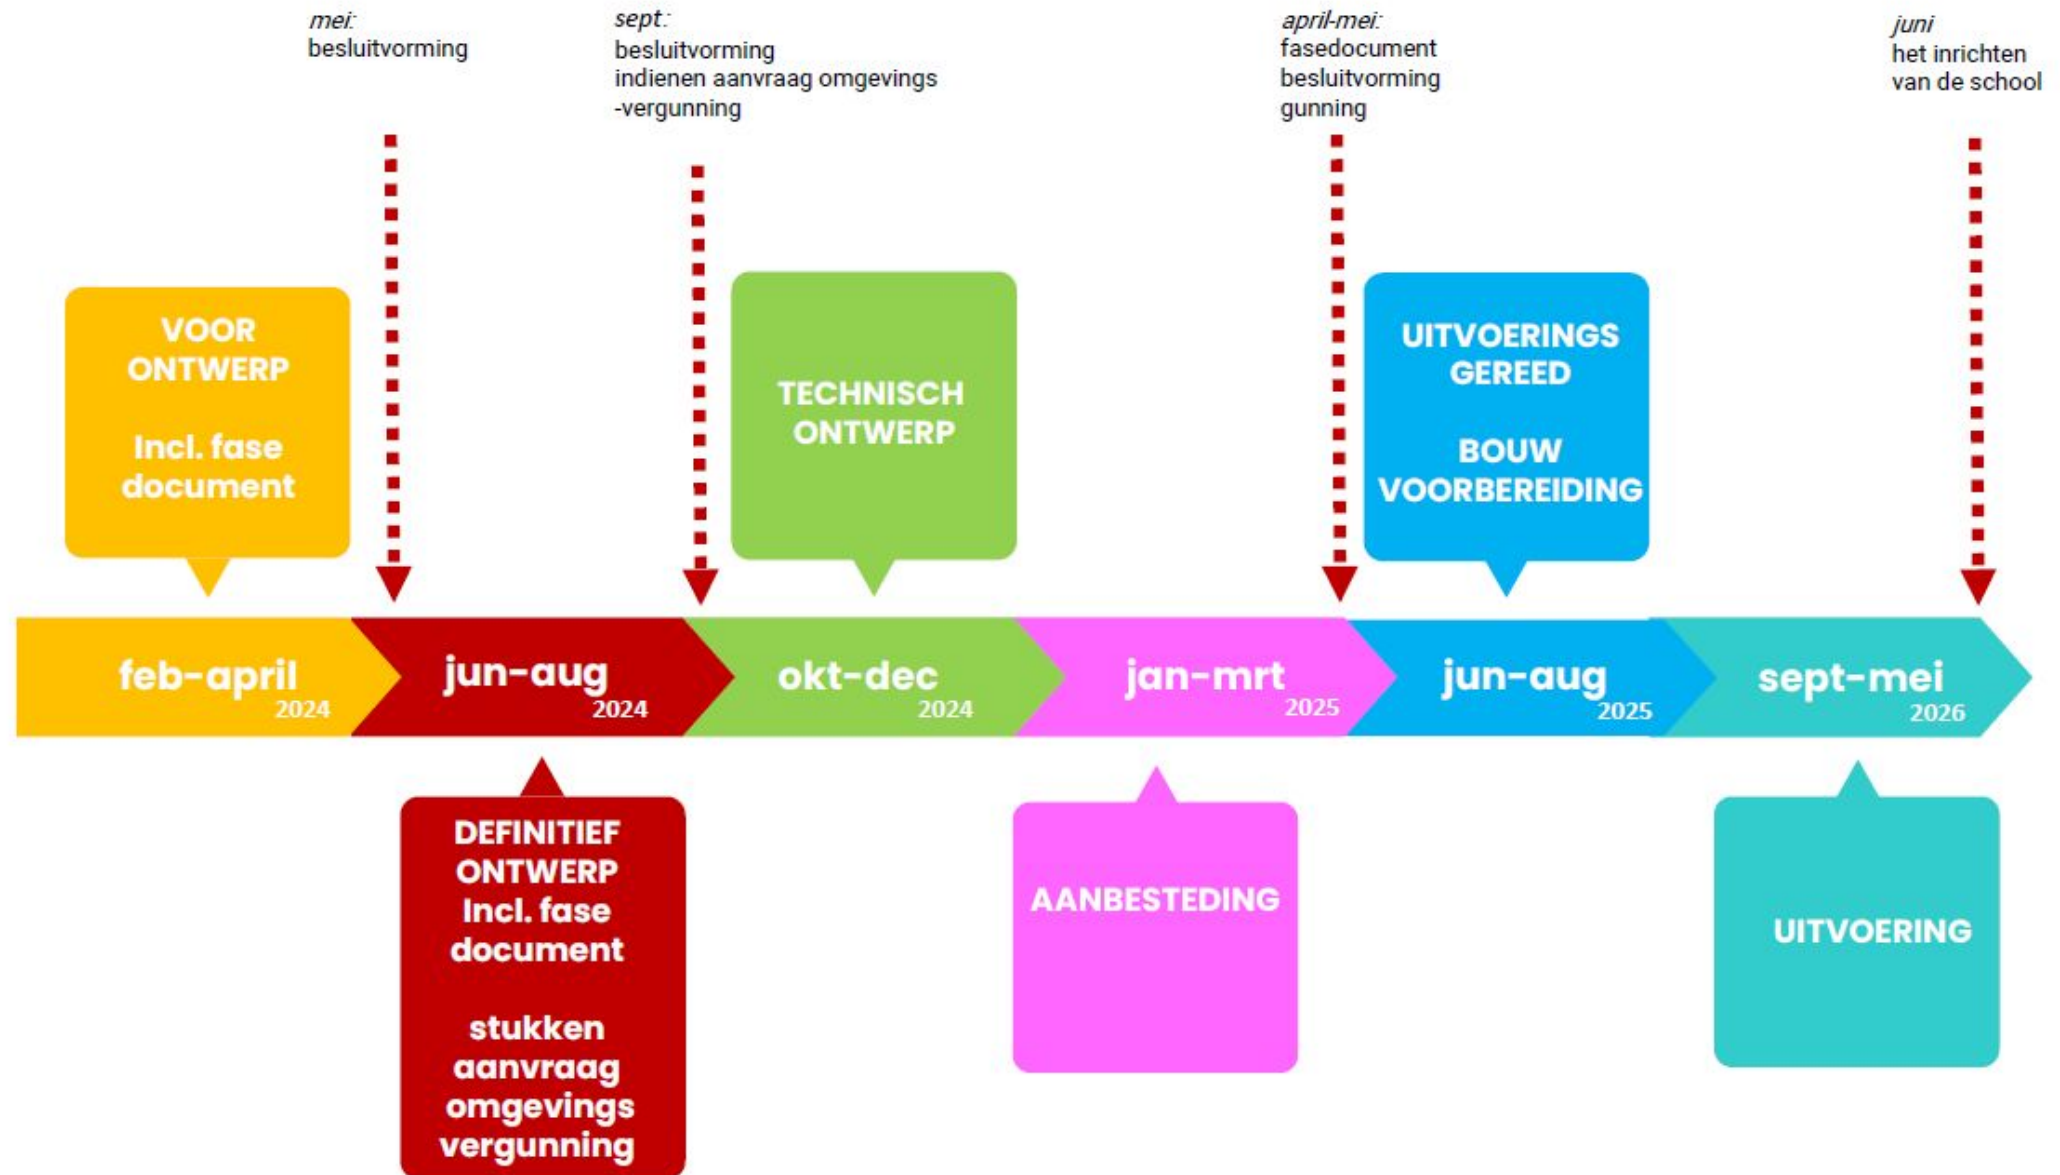 mei:
besluitvorming
sept.:
besluitvorming
indienen aanvraag omgevings
-vergunning
april-mei:
fasedocument
besluitvorming
gunning
juni
het inrichten
van de school
VOOR
ONTWERP
Incl. fase
document
TECHNISCH
ONTWERP
UITVOERINGS
GEREED
BOUW
VOORBEREIDING
feb-april
2024
jun-aug
2024
okt-dec
2024
jan-mrt
2025
jun-aug
2025
sept-mei
2026
DEFINITIEF
ONTWERP
Incl. fase
document
stukken
aanvraag
omgevings
vergunning
AANBESTEDING
UITVOERING